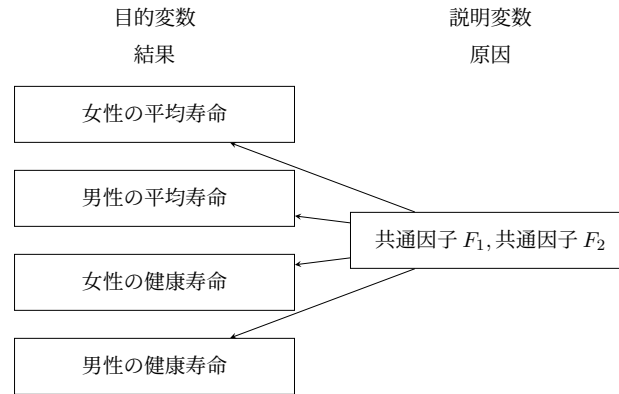 目的変数
結果
説明変数
原因
女性の平均寿命
男性の平均寿命
共通因子 F₁, 共通因子 F₂
女性の健康寿命
男性の健康寿命